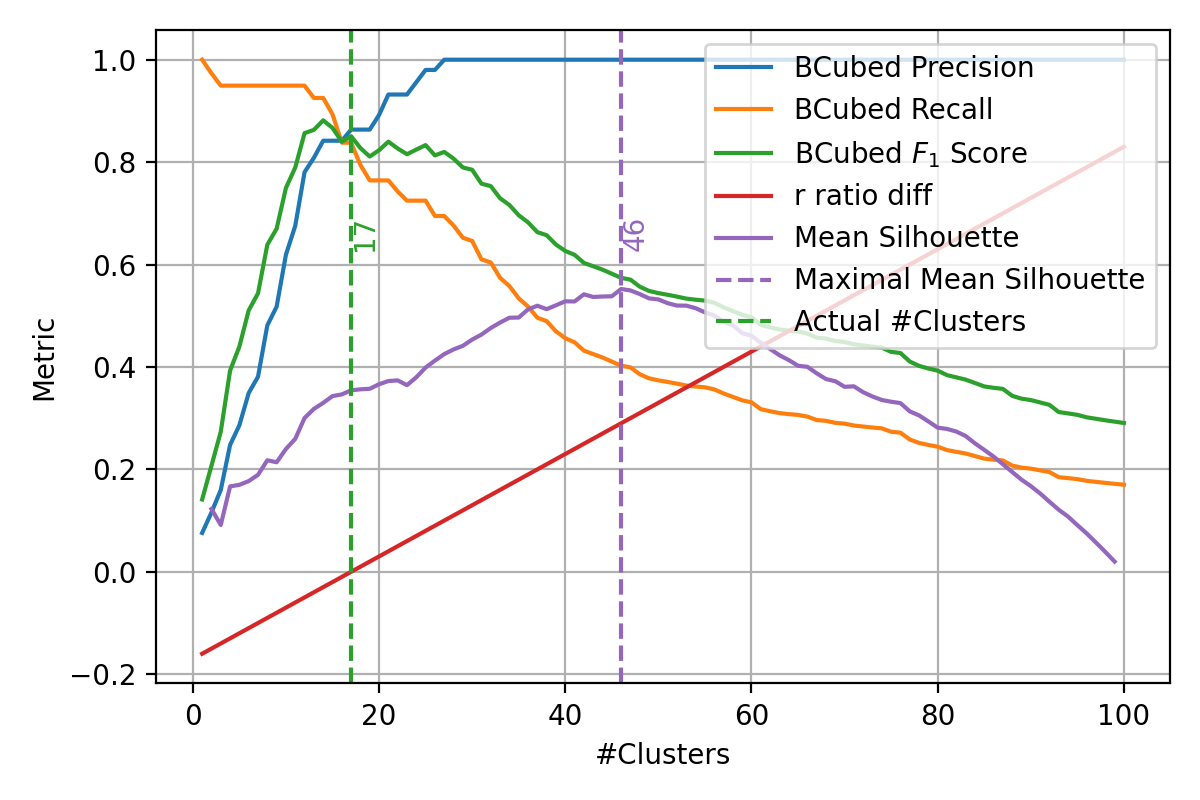 1.0
0.8
0.6
0.4
0.2
0.0
−0.2
Metric
0
20
40
60
80
100
#Clusters
17
46
BCubed Precision
BCubed Recall
BCubed F₁ Score
r ratio diff
Mean Silhouette
Maximal Mean Silhouette
Actual #Clusters